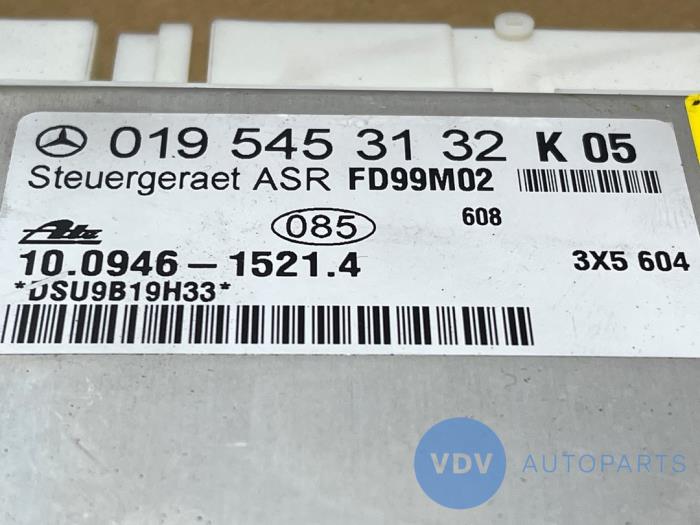 019 545 31 32 K 05
Steuergeraet ASR FD99M02
085 608
Ate
10.0946-1521.4 3X5 604
*DSU9B19H33*
VDV AUTOPARTS